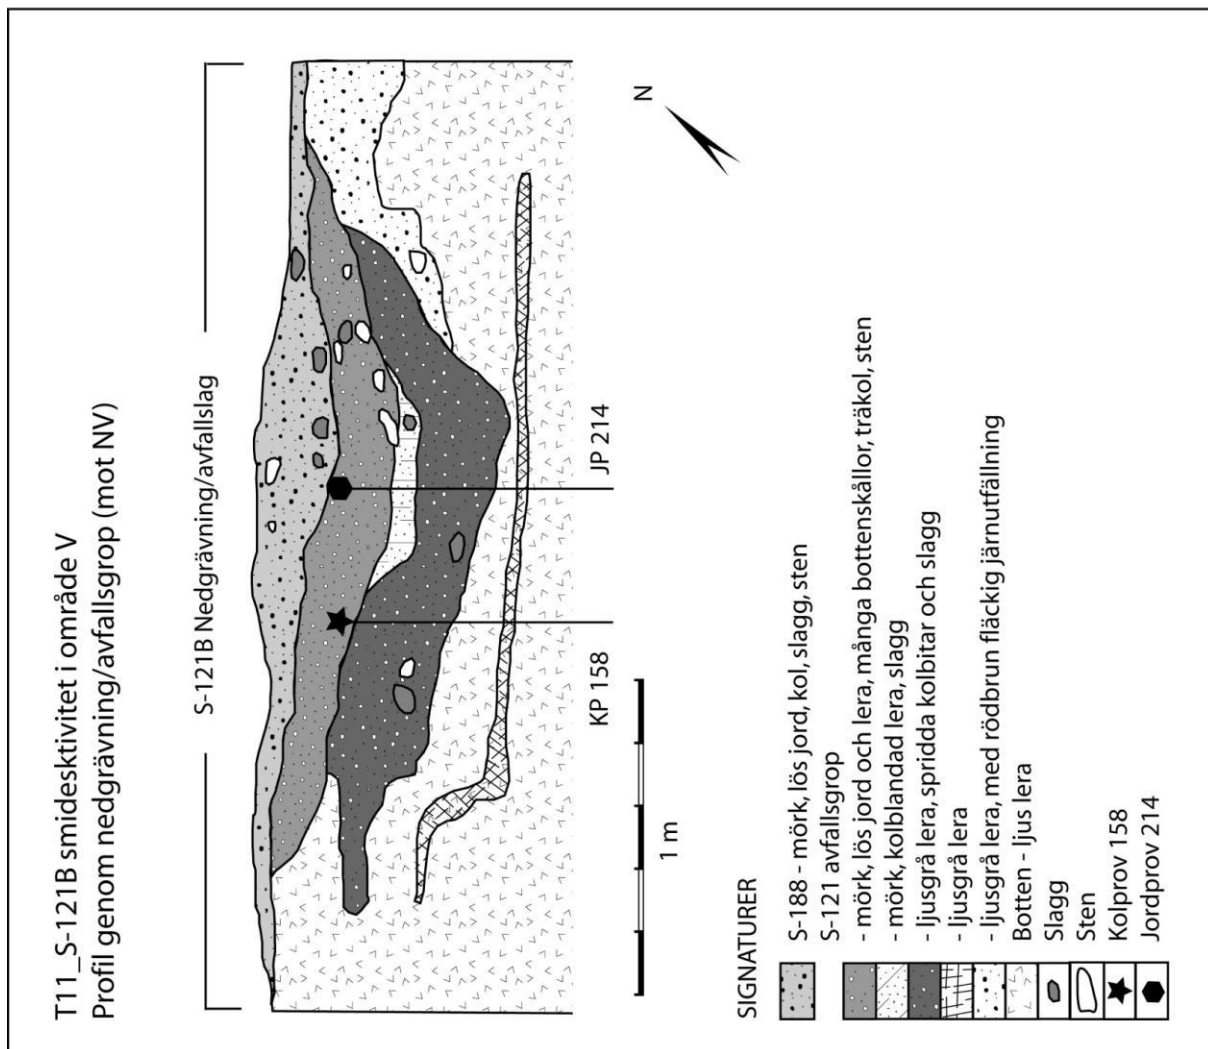 T11_S-121B smidesktivitet i område V
Profil genom nedgrävning/avfallsgrop (mot NV)
S-121B Nedgrävning/avfallslag
KP 158
JP 214
N
1 m
SIGNATURER
S-188 - mörk, lös jord, kol, slagg, sten
S-121 avfallsgrop
- mörk, lös jord och lera, många bottenskållor, träkol, sten
- mörk, kolblandad lera, slagg
- ljusgrå lera, spridda kolbitar och slagg
- ljusgrå lera
- ljusgrå lera, med rödbrun fläckig järnutfällning
Botten - ljus lera
Slagg
Sten
Kolprov 158
Jordprov 214